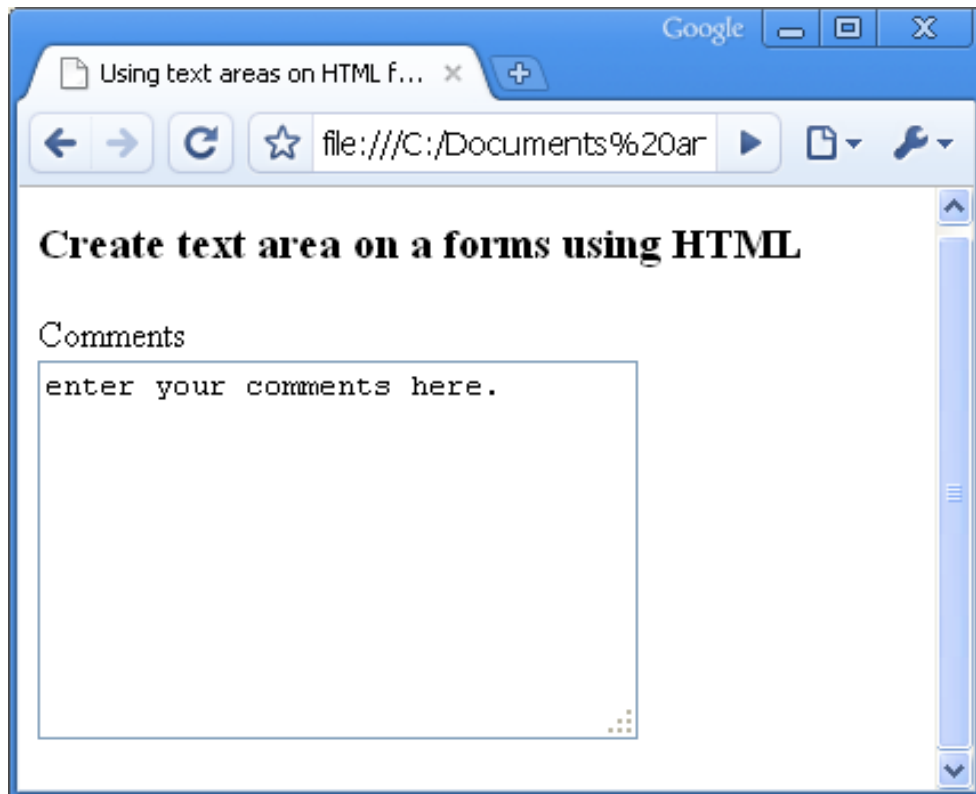 Google
Using text areas on HTML f...
file:///C:/Documents%20ar
Create text area on a forms using HTML
Comments
enter your comments here.